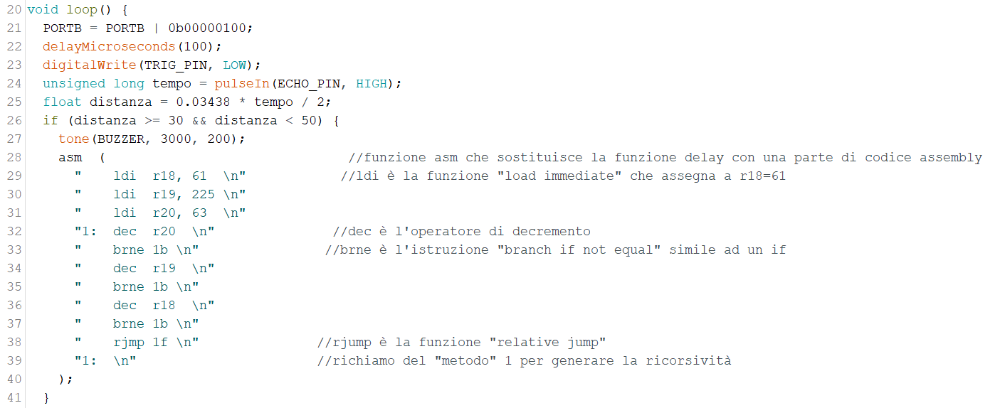 20 void loop() {
21   PORTB = PORTB | 0b00000100;
22   delayMicroseconds(100);
23   digitalWrite(TRIG_PIN, LOW);
24   unsigned long tempo = pulseIn(ECHO_PIN, HIGH);
25   float distanza = 0.03438 * tempo / 2;
26   if (distanza >= 30 && distanza < 50) {
27     tone(BUZZER, 3000, 200);
28     asm  (                               //funzione asm che sostituisce la funzione delay con una parte di codice assembly
29       "    ldi  r18, 61  \n"            //ldi è la funzione "load immediate" che assegna a r18=61
30       "    ldi  r19, 225 \n"
31       "    ldi  r20, 63  \n"
32       "1:  dec  r20  \n"               //dec è l'operatore di decremento
33       "    brne 1b \n"                //brne è l'istruzione "branch if not equal" simile ad un if
34       "    dec  r19  \n"
35       "    brne 1b \n"
36       "    dec  r18  \n"
37       "    brne 1b \n"
38       "    rjmp 1f \n"               //rjump è la funzione "relative jump"
39       "1:  \n"                       //richiamo del "metodo" 1 per generare la ricorsività
40     );
41   }